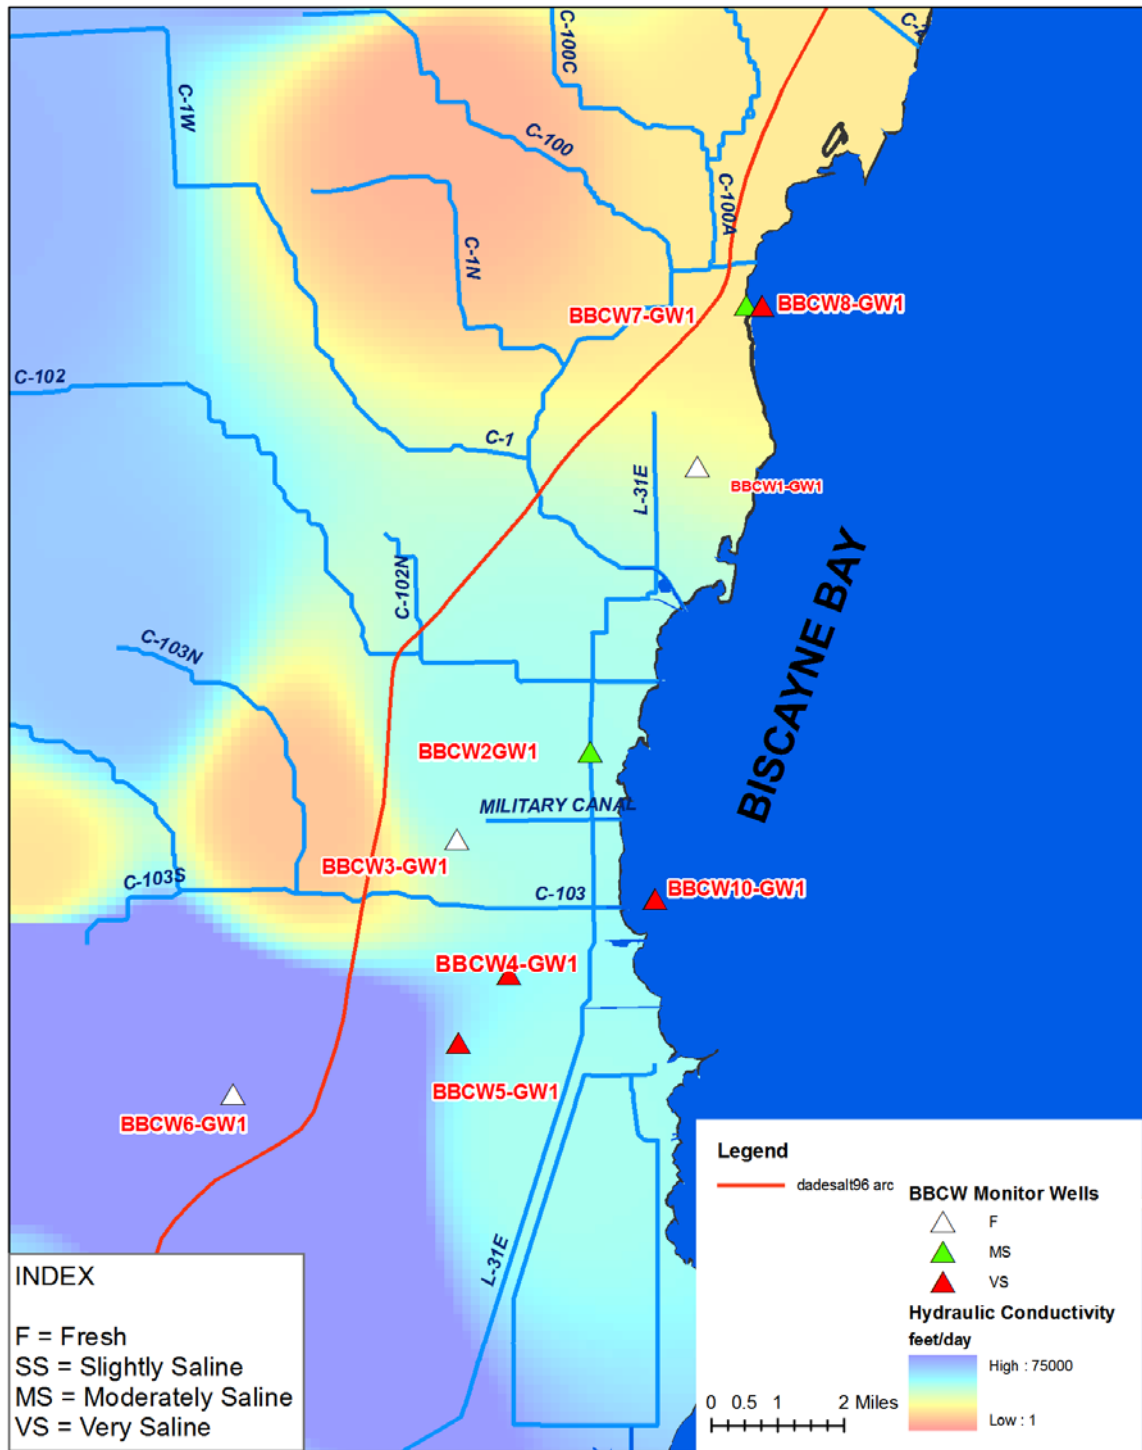 C-100C
C-2
C-1W
C-100
C-100A
C-1N
BBCW7-GW1
BBCW8-GW1
C-102
C-1
L-31E
BBCW1-GW1
C-102N
BISCAYNE BAY
C-103N
BBCW2GW1
MILITARY CANAL
BBCW3-GW1
C-103S
C-103
BBCW10-GW1
BBCW4-GW1
BBCW5-GW1
BBCW6-GW1
L-31E
INDEX
F = Fresh
SS = Slightly Saline
MS = Moderately Saline
VS = Very Saline
Legend
dadesalt96 arc
BBCW Monitor Wells
F
MS
VS
Hydraulic Conductivity
feet/day
High : 75000
Low : 1
0 0.5 1 2 Miles